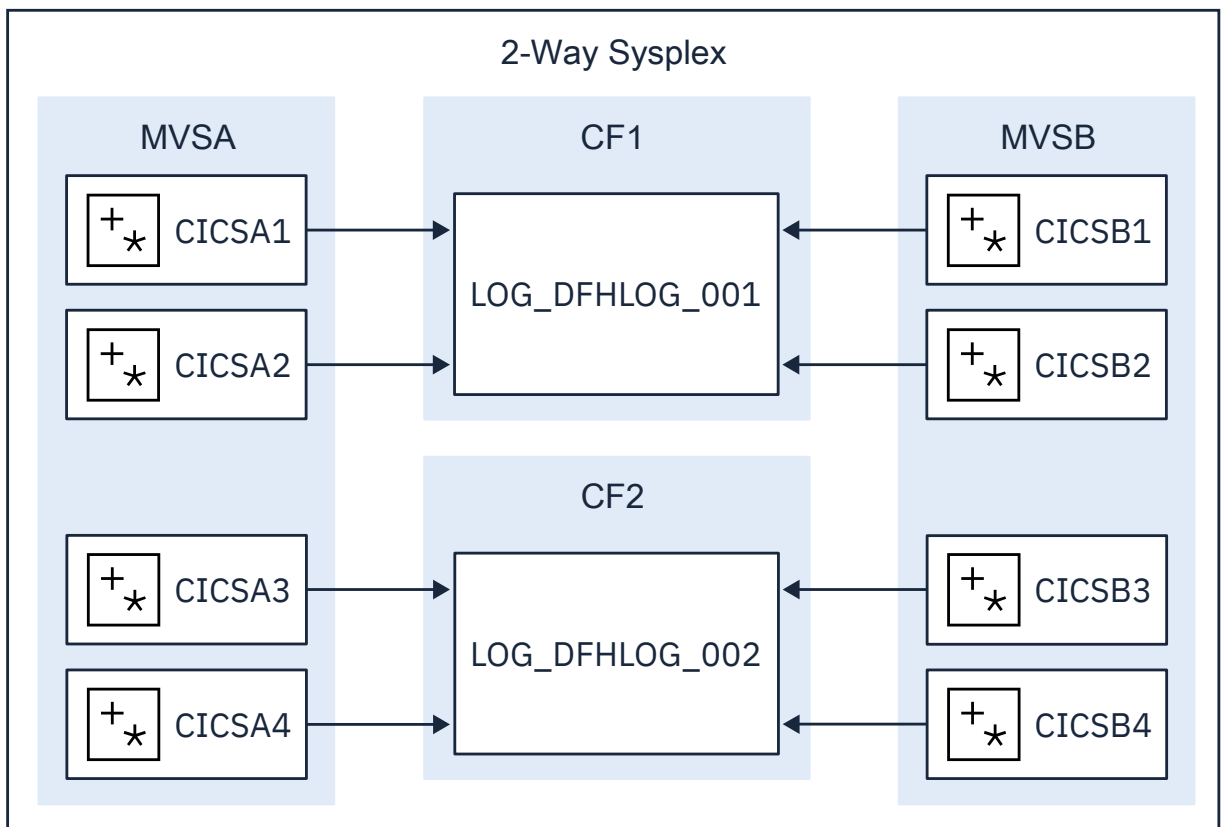 2-Way Sysplex
MVSA
CICSA1
CICSA2
CICSA3
CICSA4
CF1
LOG_DFHLOG_001
CF2
LOG_DFHLOG_002
MVSB
CICSB1
CICSB2
CICSB3
CICSB4